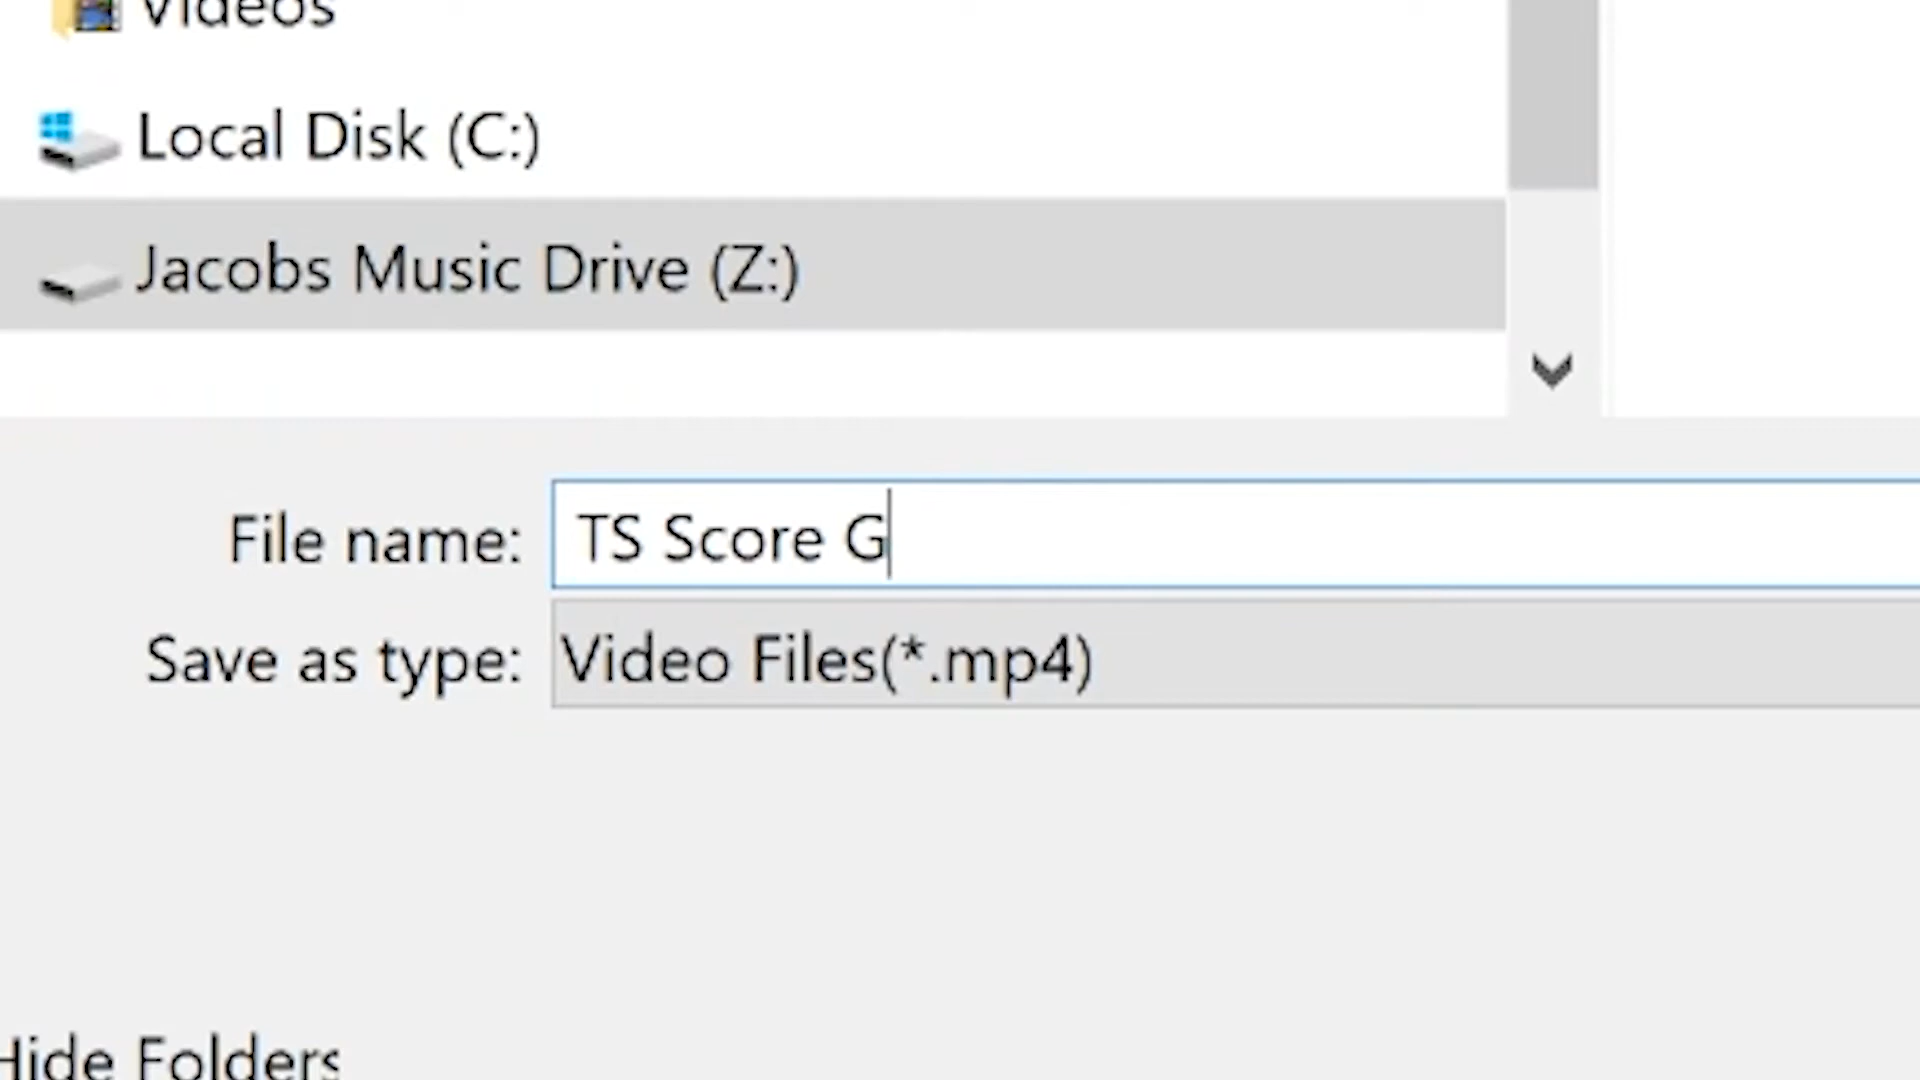 Videos
Local Disk (C:)
Jacobs Music Drive (Z:)
File name: TS Score G
Save as type: Video Files(*.mp4)
Hide Folders